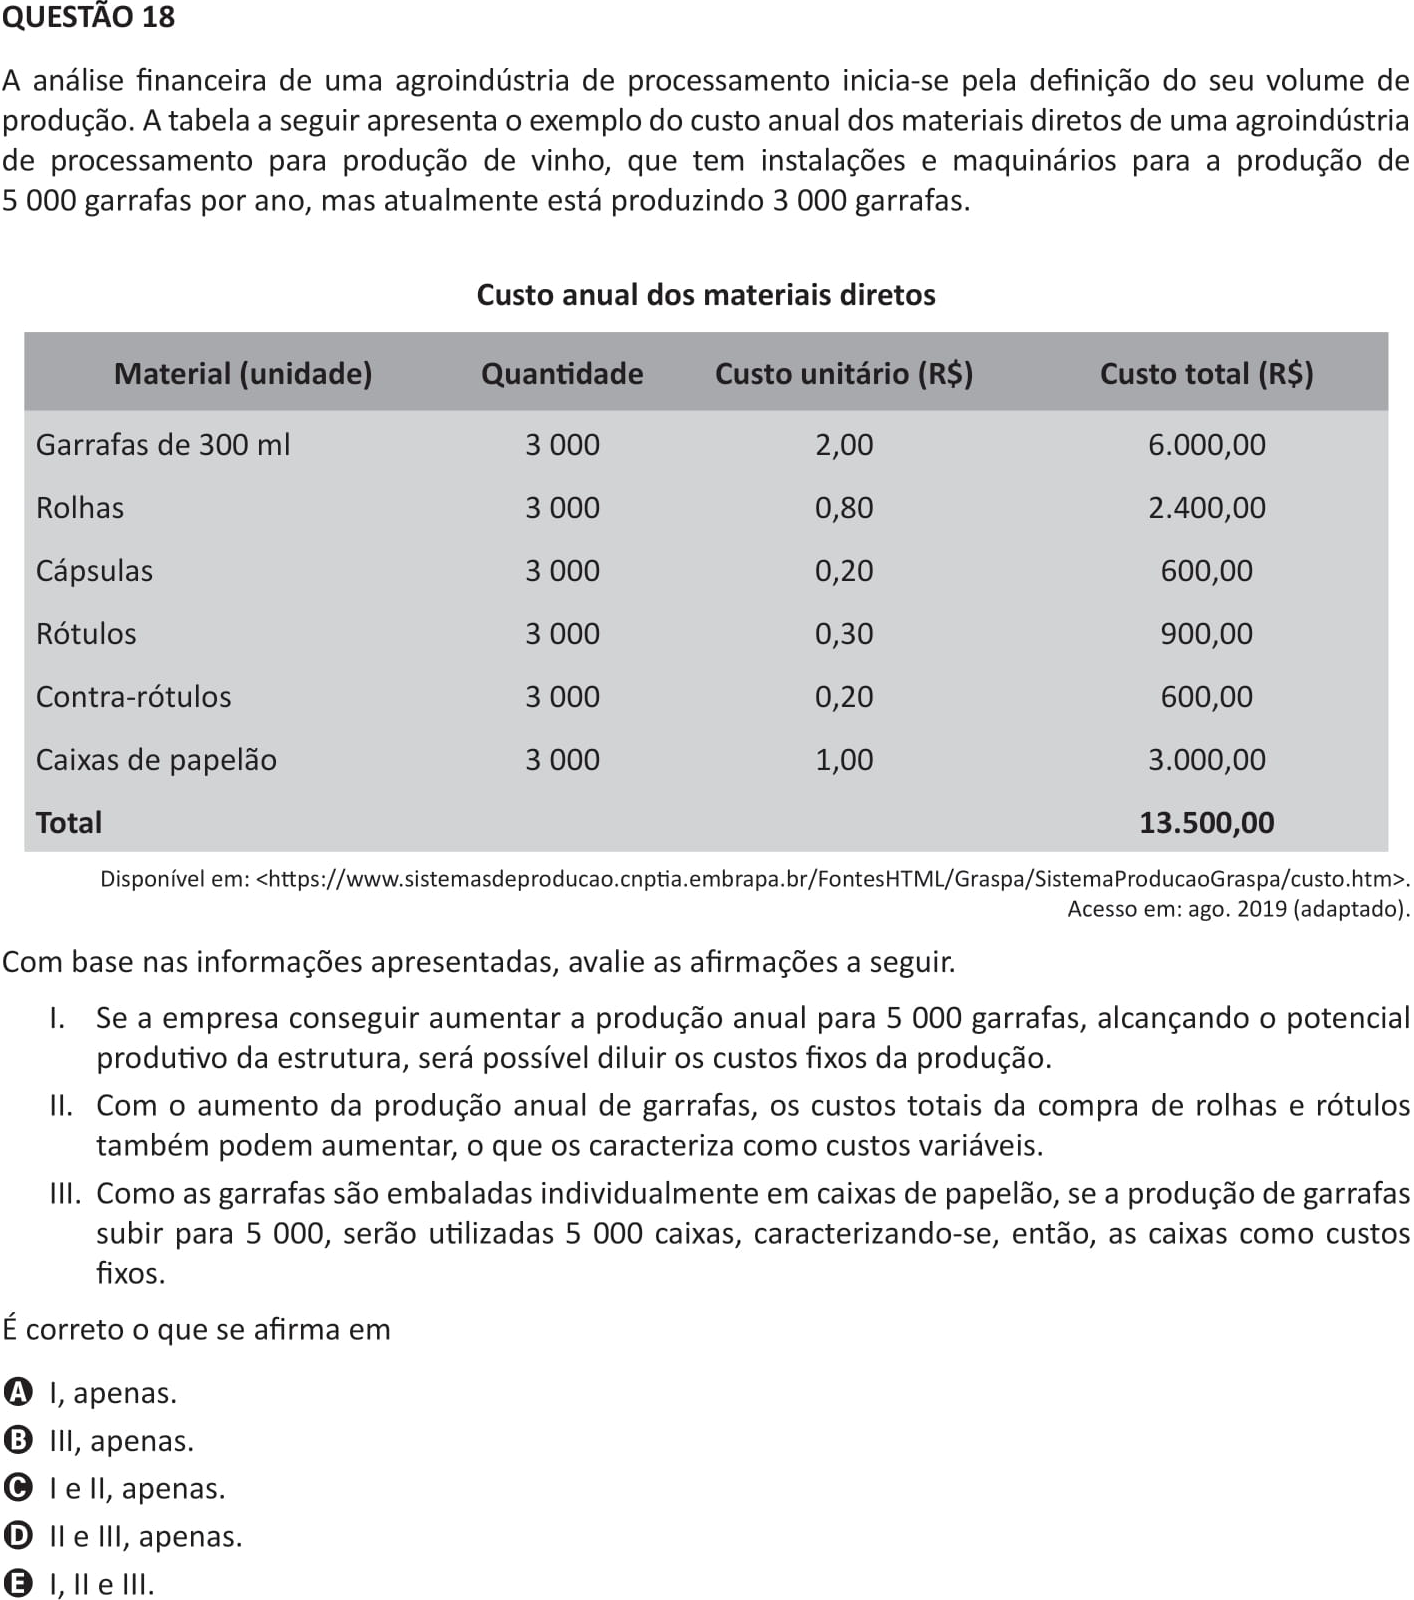 QUESTÃO 18
A análise financeira de uma agroindústria de processamento inicia-se pela definição do seu volume de
produção. A tabela a seguir apresenta o exemplo do custo anual dos materiais diretos de uma agroindústria
de processamento para produção de vinho, que tem instalações e maquinários para a produção de
5 000 garrafas por ano, mas atualmente está produzindo 3 000 garrafas.
Custo anual dos materiais diretos
Material (unidade) Quantidade Custo unitário (R$) Custo total (R$)
Garrafas de 300 ml 3 000 2,00 6.000,00
Rolhas 3 000 0,80 2.400,00
Cápsulas 3 000 0,20 600,00
Rótulos 3 000 0,30 900,00
Contra-rótulos 3 000 0,20 600,00
Caixas de papelão 3 000 1,00 3.000,00
Total 13.500,00
Disponível em: <https://www.sistemasdeproducao.cnptia.embrapa.br/FontesHTML/Graspa/SistemaProducaoGraspa/custo.htm>.
Acesso em: ago. 2019 (adaptado).
Com base nas informações apresentadas, avalie as afirmações a seguir.
I. Se a empresa conseguir aumentar a produção anual para 5 000 garrafas, alcançando o potencial
produtivo da estrutura, será possível diluir os custos fixos da produção.
II. Com o aumento da produção anual de garrafas, os custos totais da compra de rolhas e rótulos
também podem aumentar, o que os caracteriza como custos variáveis.
III. Como as garrafas são embaladas individualmente em caixas de papelão, se a produção de garrafas
subir para 5 000, serão utilizadas 5 000 caixas, caracterizando-se, então, as caixas como custos
fixos.
É correto o que se afirma em
A I, apenas.
B III, apenas.
C I e II, apenas.
D II e III, apenas.
E I, II e III.